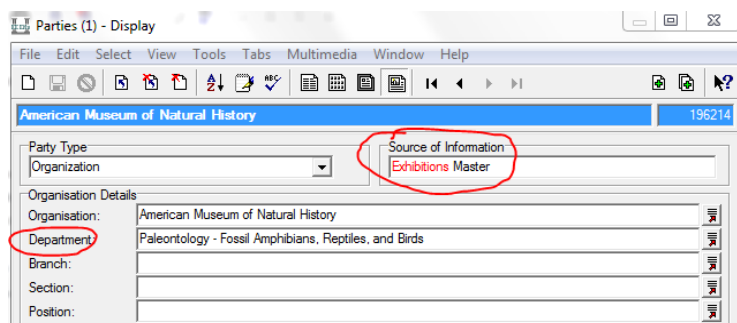 Parties (1) - Display
File Edit Select View Tools Tabs Multimedia Window Help
American Museum of Natural History 196214
Party Type Source of Information
Organization Exhibitions Master
Organisation Details
Organisation: American Museum of Natural History
Department: Paleontology - Fossil Amphibians, Reptiles, and Birds
Branch:
Section:
Position: